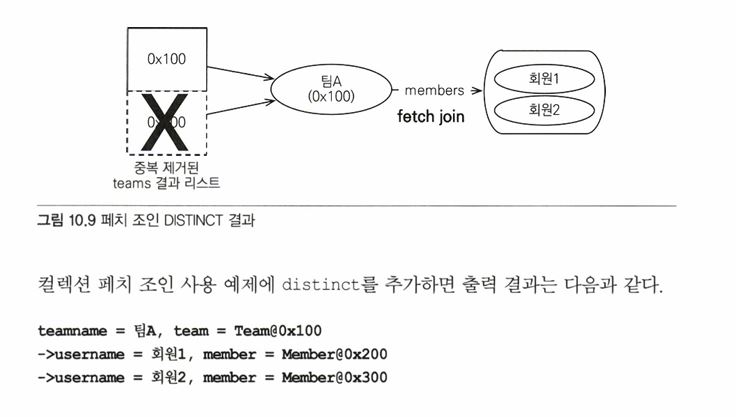 0x100
팀A
(0x100)
members
fetch join
회원1
회원2
중복 제거된
teams 결과 리스트
그림 10.9 페치 조인 DISTINCT 결과
컬렉션 페치 조인 사용 예제에 distinct를 추가하면 출력 결과는 다음과 같다.
teamname = 팀A, team = Team@0x100
->username = 회원1, member = Member@0x200
->username = 회원2, member = Member@0x300